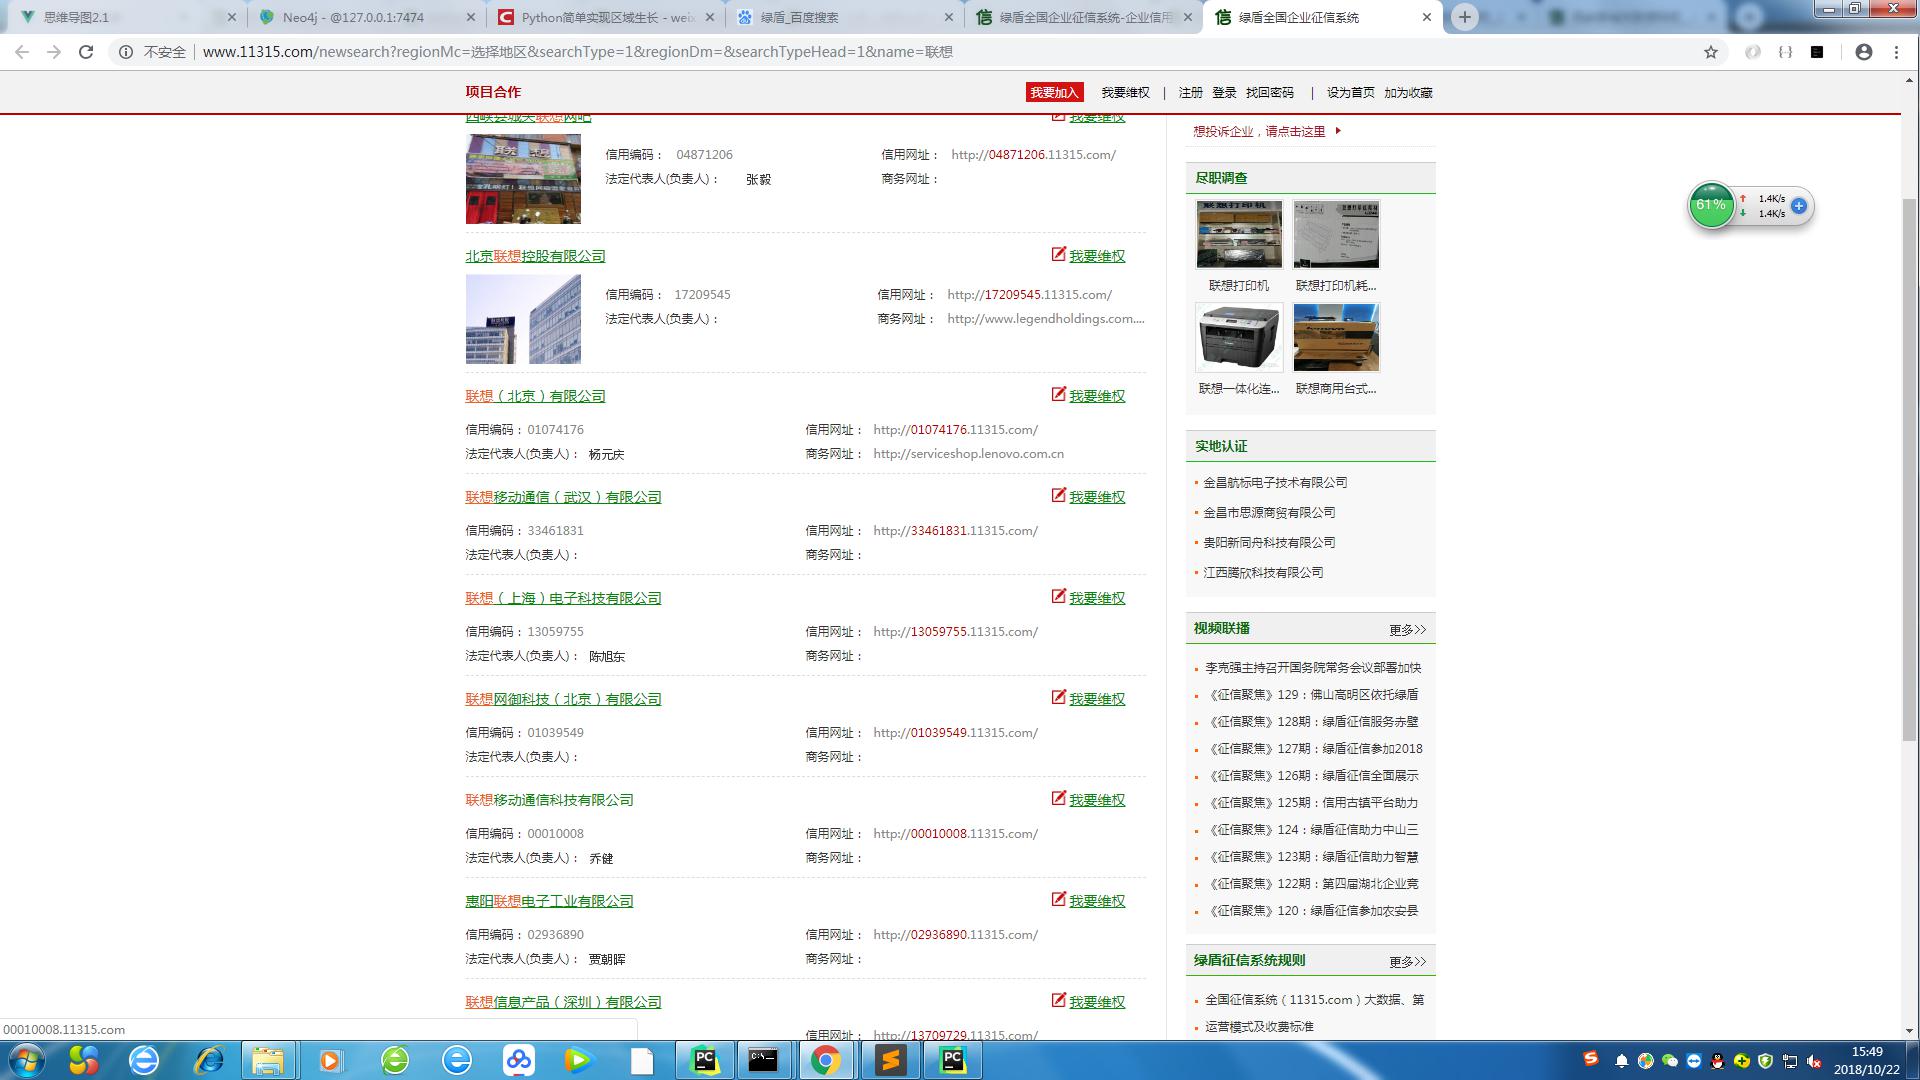 思维导图2.1
Neo4j - @127.0.0.1:7474
Python简单实现区域生长 - weix
绿盾_百度搜索
绿盾全国企业征信系统-企业信用
绿盾全国企业征信系统
不安全 | www.11315.com/newsearch?regionMc=选择地区&searchType=1&regionDm=&searchTypeHead=1&name=联想
项目合作
我要加入 我要维权 | 注册 登录 找回密码 | 设为首页 加为收藏
西峡县城关联想网吧 我要维权
联想
信用编码： 04871206 信用网址： http://04871206.11315.com/
法定代表人(负责人)： 张毅 商务网址：
北京联想控股有限公司 我要维权
信用编码： 17209545 信用网址： http://17209545.11315.com/
法定代表人(负责人)： 商务网址： http://www.legendholdings.com....
联想（北京）有限公司 我要维权
信用编码：01074176 信用网址： http://01074176.11315.com/
法定代表人(负责人)： 杨元庆 商务网址： http://serviceshop.lenovo.com.cn
联想移动通信（武汉）有限公司 我要维权
信用编码：33461831 信用网址： http://33461831.11315.com/
法定代表人(负责人)： 商务网址：
联想（上海）电子科技有限公司 我要维权
信用编码：13059755 信用网址： http://13059755.11315.com/
法定代表人(负责人)： 陈旭东 商务网址：
联想网御科技（北京）有限公司 我要维权
信用编码：01039549 信用网址： http://01039549.11315.com/
法定代表人(负责人)： 商务网址：
联想移动通信科技有限公司 我要维权
信用编码：00010008 信用网址： http://00010008.11315.com/
法定代表人(负责人)： 乔健 商务网址：
惠阳联想电子工业有限公司 我要维权
信用编码：02936890 信用网址： http://02936890.11315.com/
法定代表人(负责人)： 贾朝晖 商务网址：
联想信息产品（深圳）有限公司 我要维权
信用网址： http://13709729.11315.com/
想投诉企业，请点击这里
尽职调查
联想打印机 联想打印机耗...
联想一体化连... 联想商用台式...
实地认证
金昌航标电子技术有限公司
金昌市思源商贸有限公司
贵阳新同舟科技有限公司
江西腾欣科技有限公司
视频联播 更多>>
李克强主持召开国务院常务会议部署加快
《征信聚焦》129：佛山高明区依托绿盾
《征信聚焦》128期：绿盾征信服务赤壁
《征信聚焦》127期：绿盾征信参加2018
《征信聚焦》126期：绿盾征信全面展示
《征信聚焦》125期：信用古镇平台助力
《征信聚焦》124：绿盾征信助力中山三
《征信聚焦》123期：绿盾征信助力智慧
《征信聚焦》122期：第四届湖北企业竞
《征信聚焦》120：绿盾征信参加农安县
绿盾征信系统规则 更多>>
全国征信系统（11315.com）大数据、第
运营模式及收费标准
61%
1.4K/s
1.4K/s
00010008.11315.com
15:49
2018/10/22